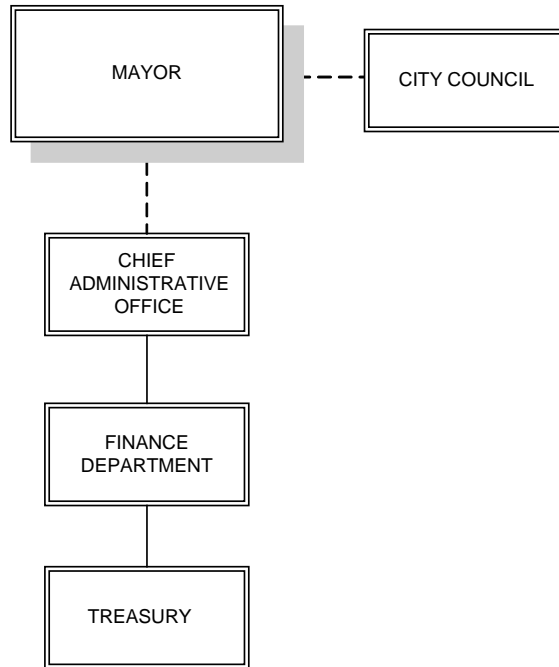 MAYOR
CITY COUNCIL
CHIEF
ADMINISTRATIVE
OFFICE
FINANCE
DEPARTMENT
TREASURY